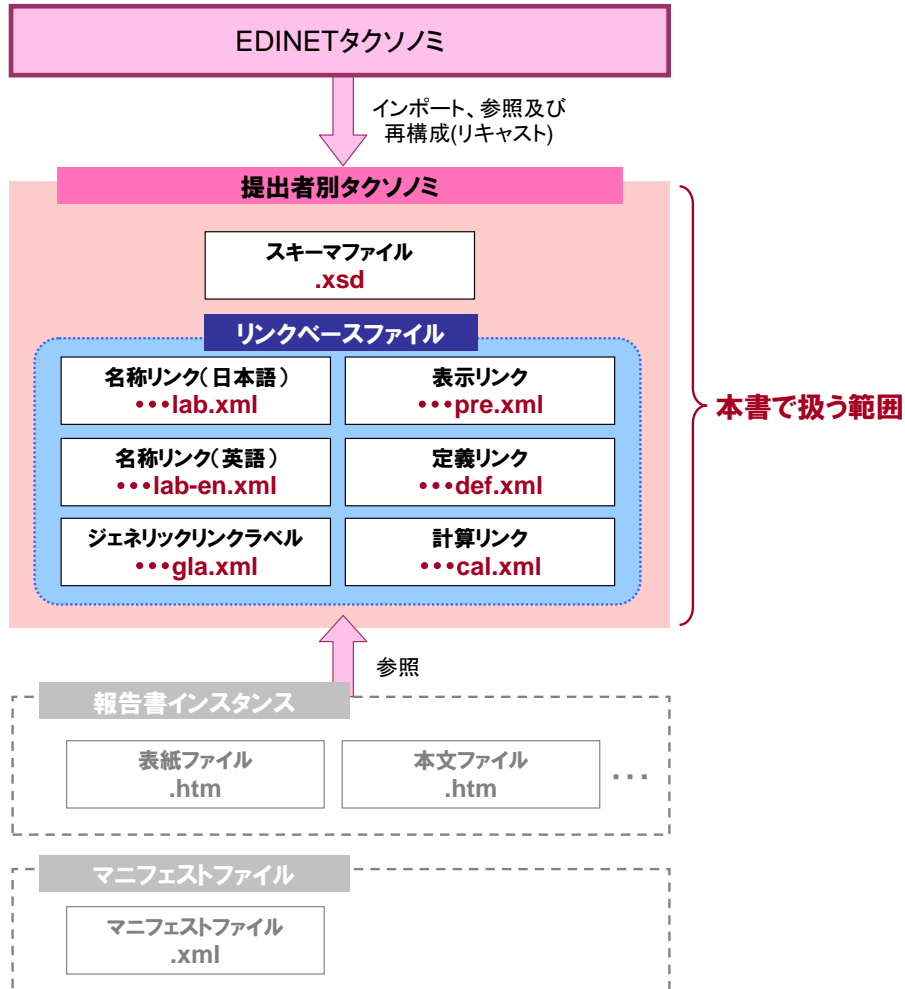 EDINETタクソノミ
インポート、参照及び
再構成(リキャスト)
提出者別タクソノミ
スキーマファイル
.xsd
リンクベースファイル
名称リンク(日本語)
•••lab.xml
表示リンク
•••pre.xml
名称リンク(英語)
•••lab-en.xml
定義リンク
•••def.xml
ジェネリックリンクラベル
•••gla.xml
計算リンク
•••cal.xml
本書で扱う範囲
参照
報告書インスタンス
表紙ファイル
.htm
本文ファイル
.htm
...
マニフェストファイル
マニフェストファイル
.xml